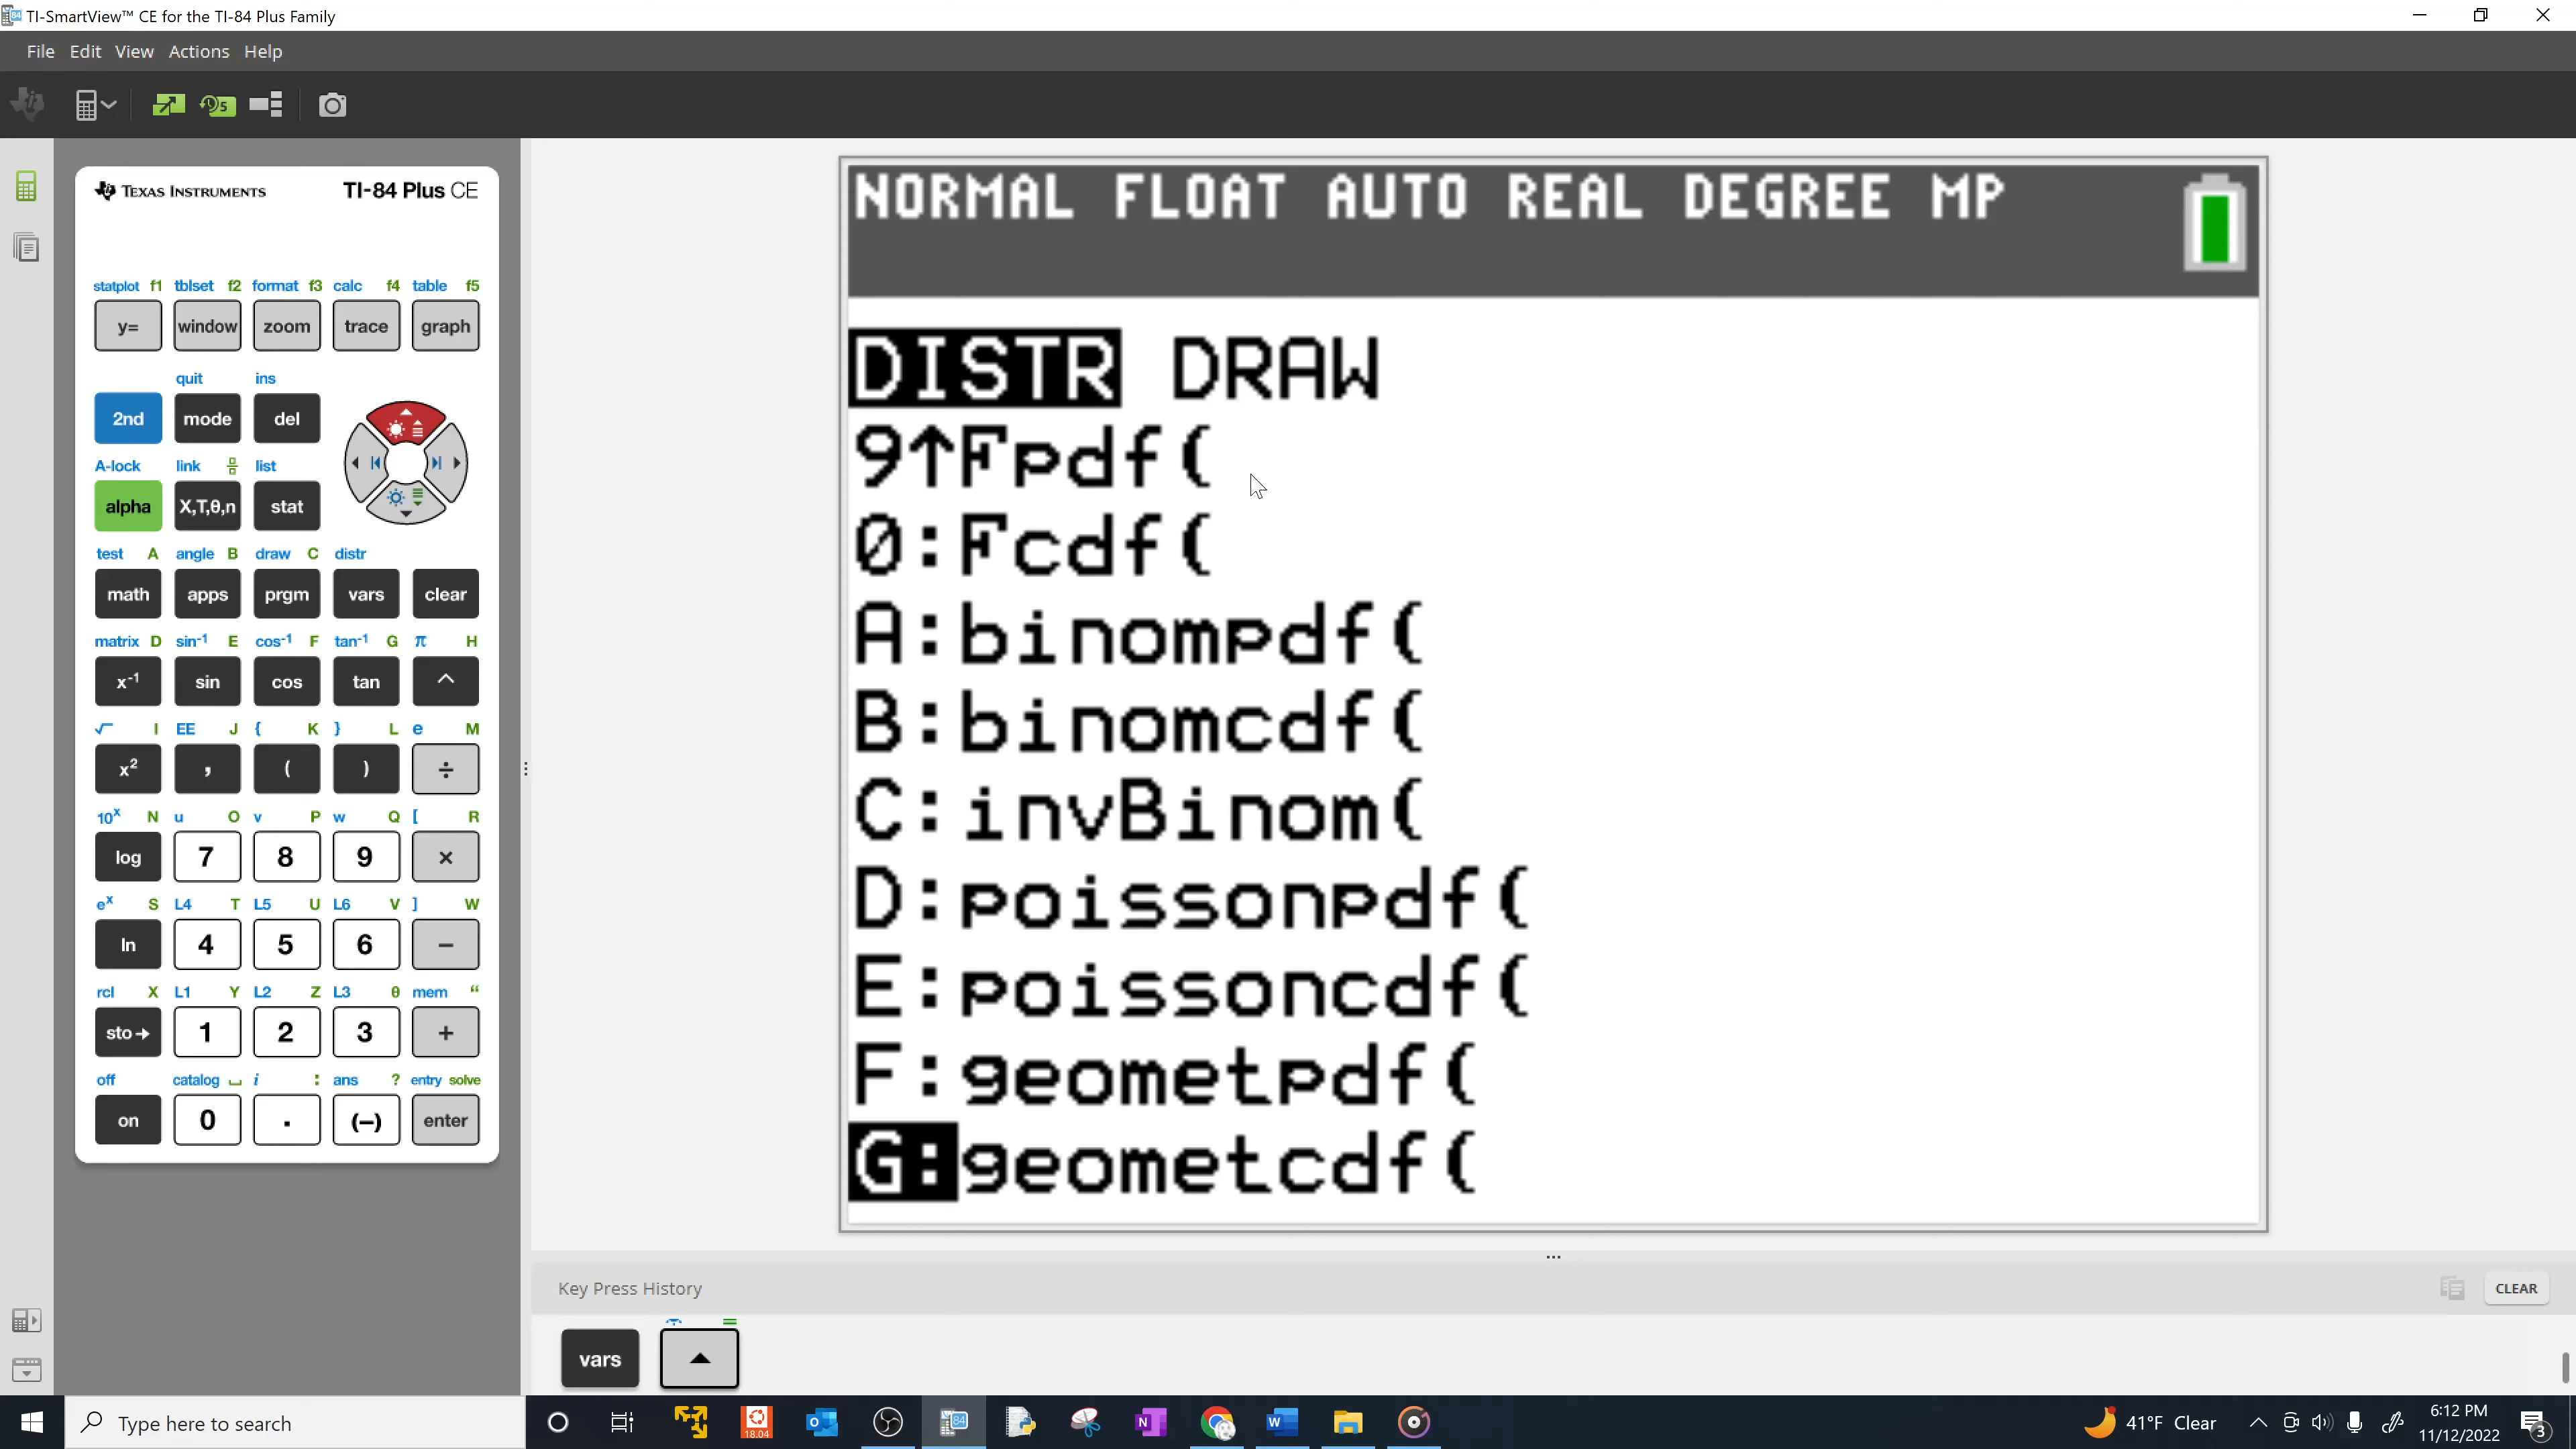 TI-SmartView™ CE for the TI-84 Plus Family
File Edit View Actions Help
TEXAS INSTRUMENTS TI-84 Plus CE
statplot f1 tblset f2 format f3 calc f4 table f5
y= window zoom trace graph
quit ins
2nd mode del
A-lock link list
alpha X,T,θ,n stat
test A angle B draw C distr
math apps prgm vars clear
matrix D sin⁻¹ E cos⁻¹ F tan⁻¹ G π H
x⁻¹ sin cos tan ^
√ I EE J { K } L e M
x² , ( ) ÷
10ˣ N u O v P w Q [ R
log 7 8 9 ×
eˣ S L4 T L5 U L6 V ] W
ln 4 5 6 −
rcl X L1 Y L2 Z L3 θ mem “
sto→ 1 2 3 +
off catalog ⎵ i : ans ? entry solve
on 0 . (−) enter
NORMAL FLOAT AUTO REAL DEGREE MP
DISTR DRAW
9↑Fpdf(
0:Fcdf(
A:binompdf(
B:binomcdf(
C:invBinom(
D:poissonpdf(
E:poissoncdf(
F:geometpdf(
G:geometcdf(
Key Press History
CLEAR
vars
Type here to search
18.04
84
41°F Clear
6:12 PM
11/12/2022
3